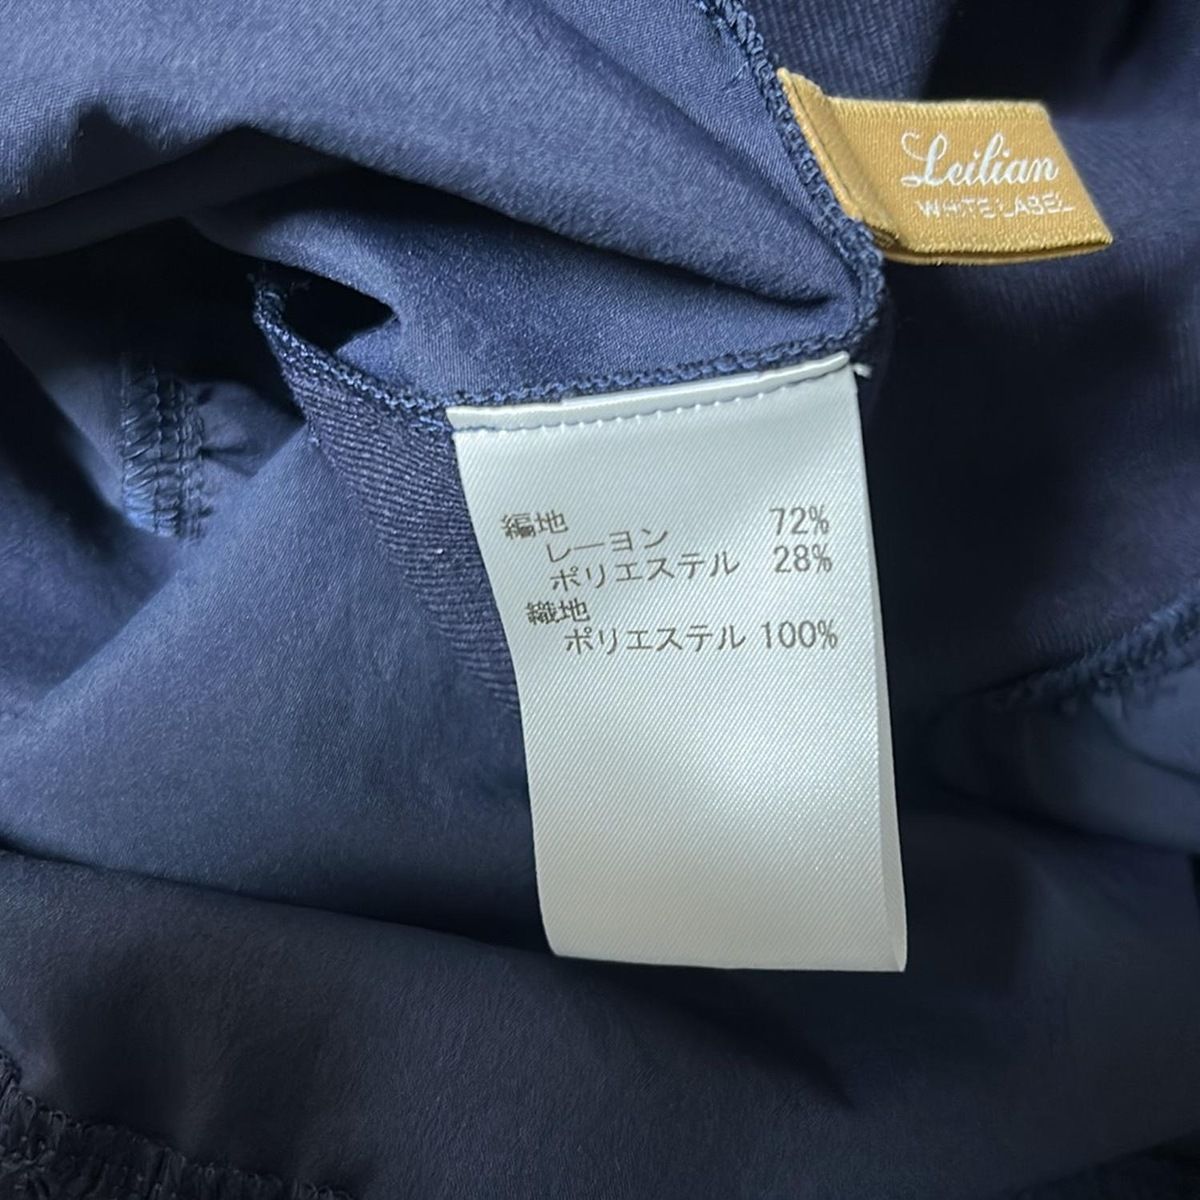 Leilian
WHITE LABEL
編地
レーヨン 72%
ポリエステル 28%
織地
ポリエステル 100%